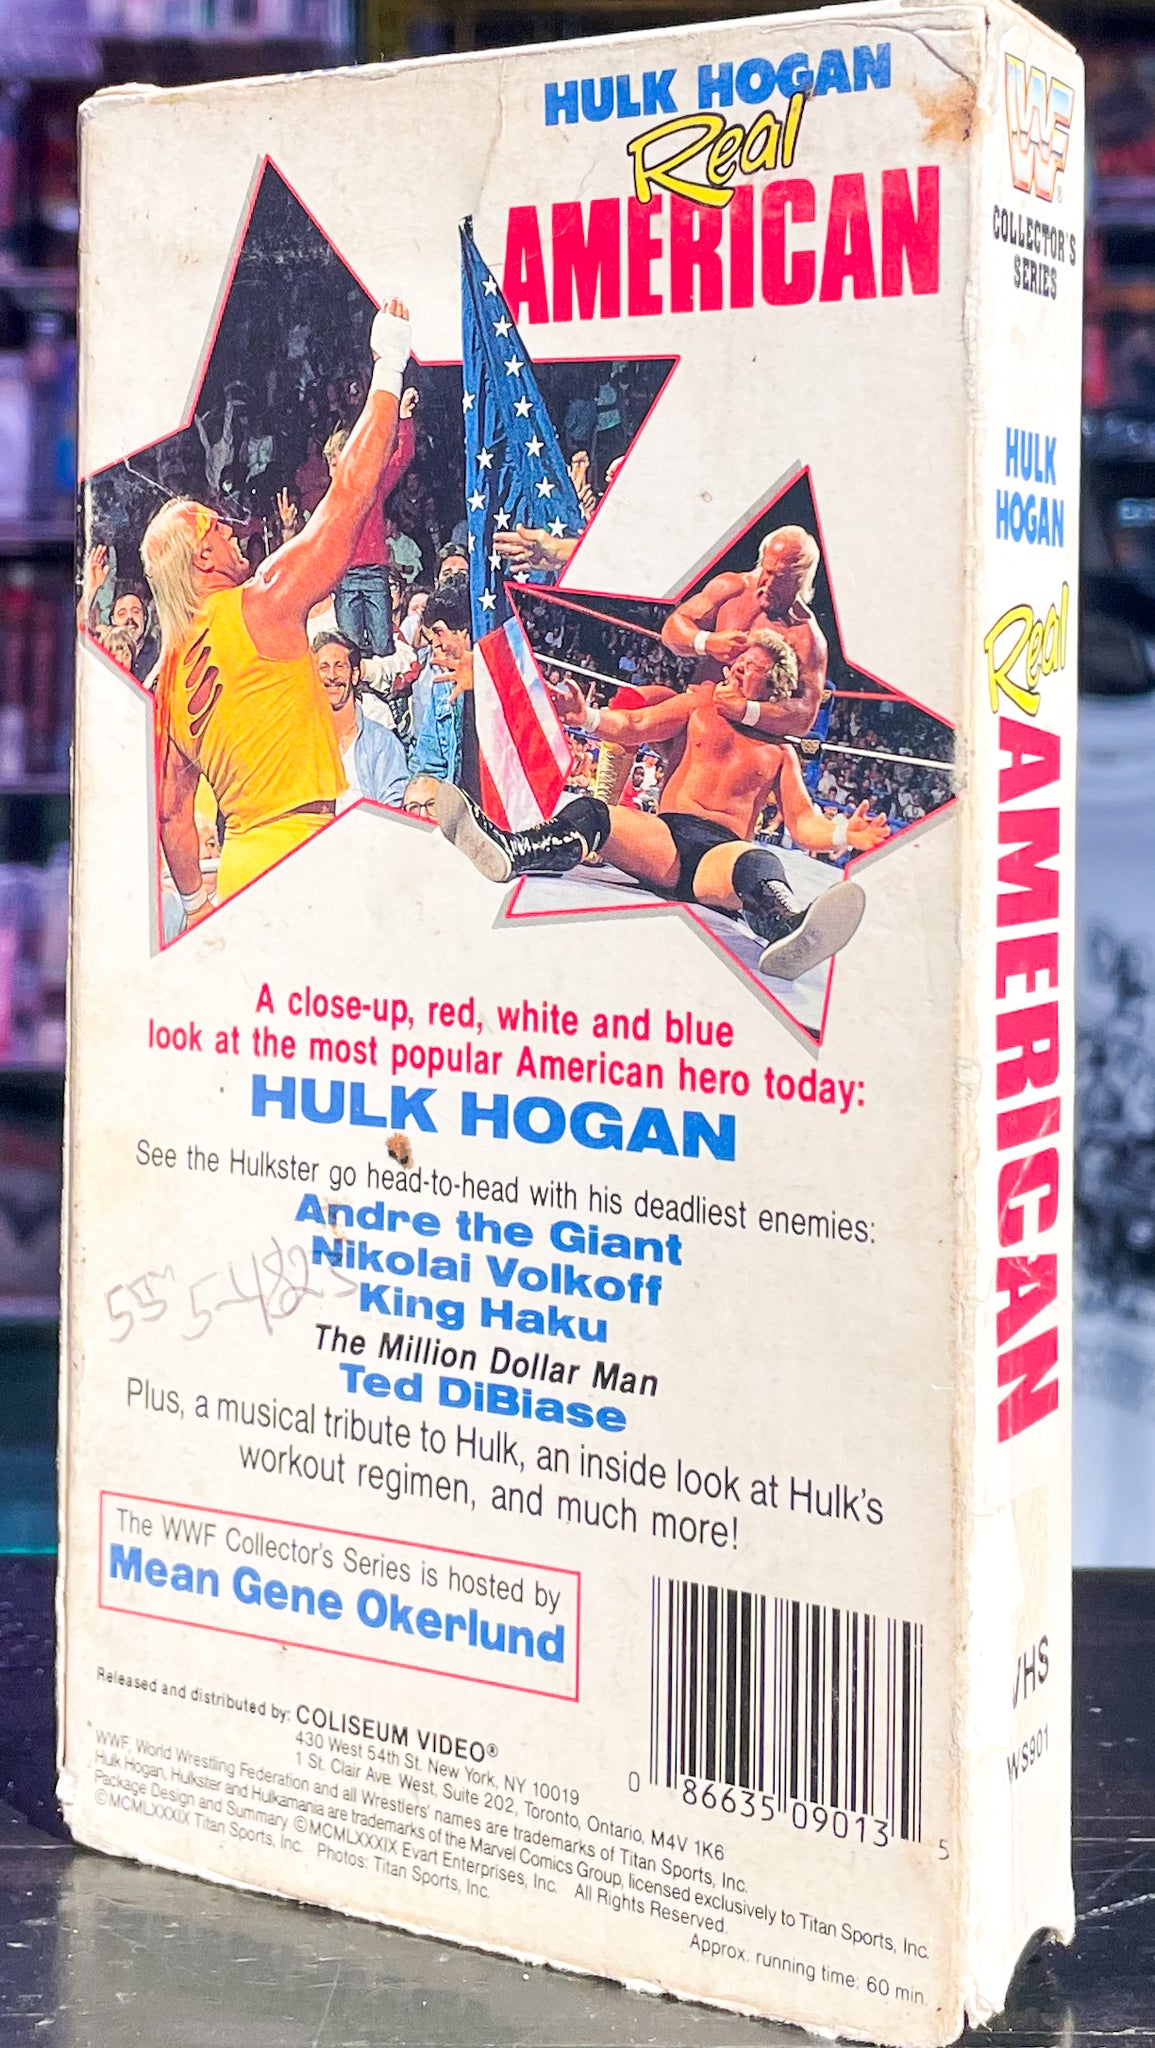 HULK HOGAN
Real
AMERICAN
A close-up, red, white and blue
look at the most popular American hero today:
HULK HOGAN
See the Hulkster go head-to-head with his deadliest enemies:
Andre the Giant
Nikolai Volkoff
King Haku
The Million Dollar Man
Ted DiBiase
Plus, a musical tribute to Hulk, an inside look at Hulk's
workout regimen, and much more!
The WWF Collector's Series is hosted by
Mean Gene Okerlund
Released and distributed by: COLISEUM VIDEO®
430 West 54th St. New York, NY 10019
1 St. Clair Ave. West, Suite 202, Toronto, Ontario, M4V 1K6
WWF, World Wrestling Federation and all Wrestlers' names are trademarks of Titan Sports, Inc.
Hulk Hogan, Hulkster and Hulkamania are trademarks of the Marvel Comics Group, licensed exclusively to Titan Sports, Inc.
Package Design and Summary ©MCMLXXXIX Evart Enterprises, Inc. All Rights Reserved.
©MCMLXXXIX Titan Sports, Inc. Photos: Titan Sports, Inc.
Approx. running time: 60 min.
0 86635 09013 5
WF®
COLLECTOR'S
SERIES
HULK
HOGAN
Real
AMERICAN
VHS
WS901